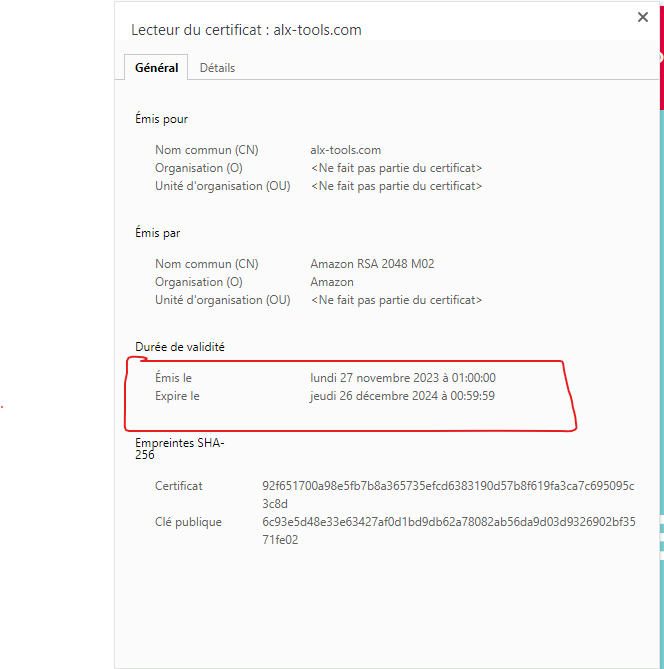 Lecteur du certificat : alx-tools.com
Général Détails
Émis pour
Nom commun (CN) alx-tools.com
Organisation (O) <Ne fait pas partie du certificat>
Unité d'organisation (OU) <Ne fait pas partie du certificat>
Émis par
Nom commun (CN) Amazon RSA 2048 M02
Organisation (O) Amazon
Unité d'organisation (OU) <Ne fait pas partie du certificat>
Durée de validité
Émis le lundi 27 novembre 2023 à 01:00:00
Expire le jeudi 26 décembre 2024 à 00:59:59
Empreintes SHA-
256
Certificat 92f651700a98e5fb7b8a365735efcd6383190d57b8f619fa3ca7c695095c
3c8d
Clé publique 6c93e5d48e33e63427af0d1bd9db62a78082ab56da9d03d9326902bf35
71fe02